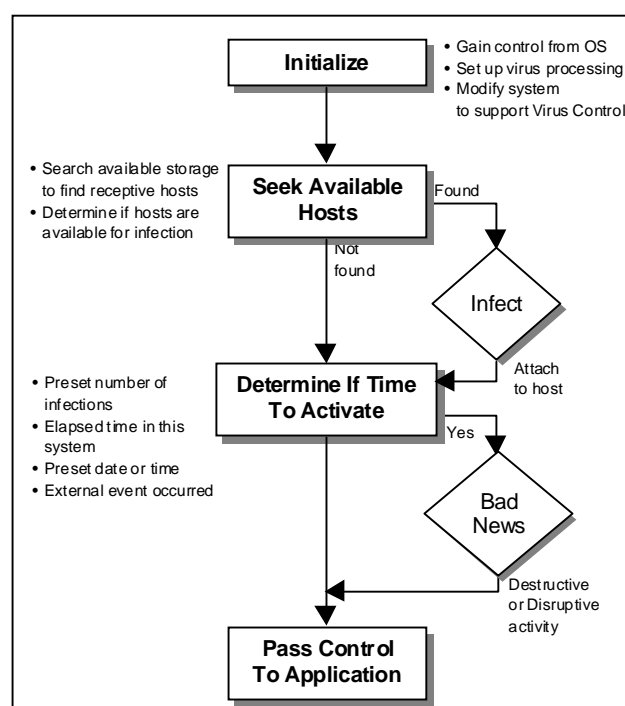 Initialize
• Gain control from OS
• Set up virus processing
• Modify system
to support Virus Control
• Search available storage
to find receptive hosts
• Determine if hosts are
available for infection
Seek Available
Hosts
Found
Not
found
Infect
Attach
to host
• Preset number of
infections
• Elapsed time in this
system
• Preset date or time
• External event occurred
Determine If Time
To Activate
Yes
Bad
News
Destructive
or Disruptive
activity
Pass Control
To Application